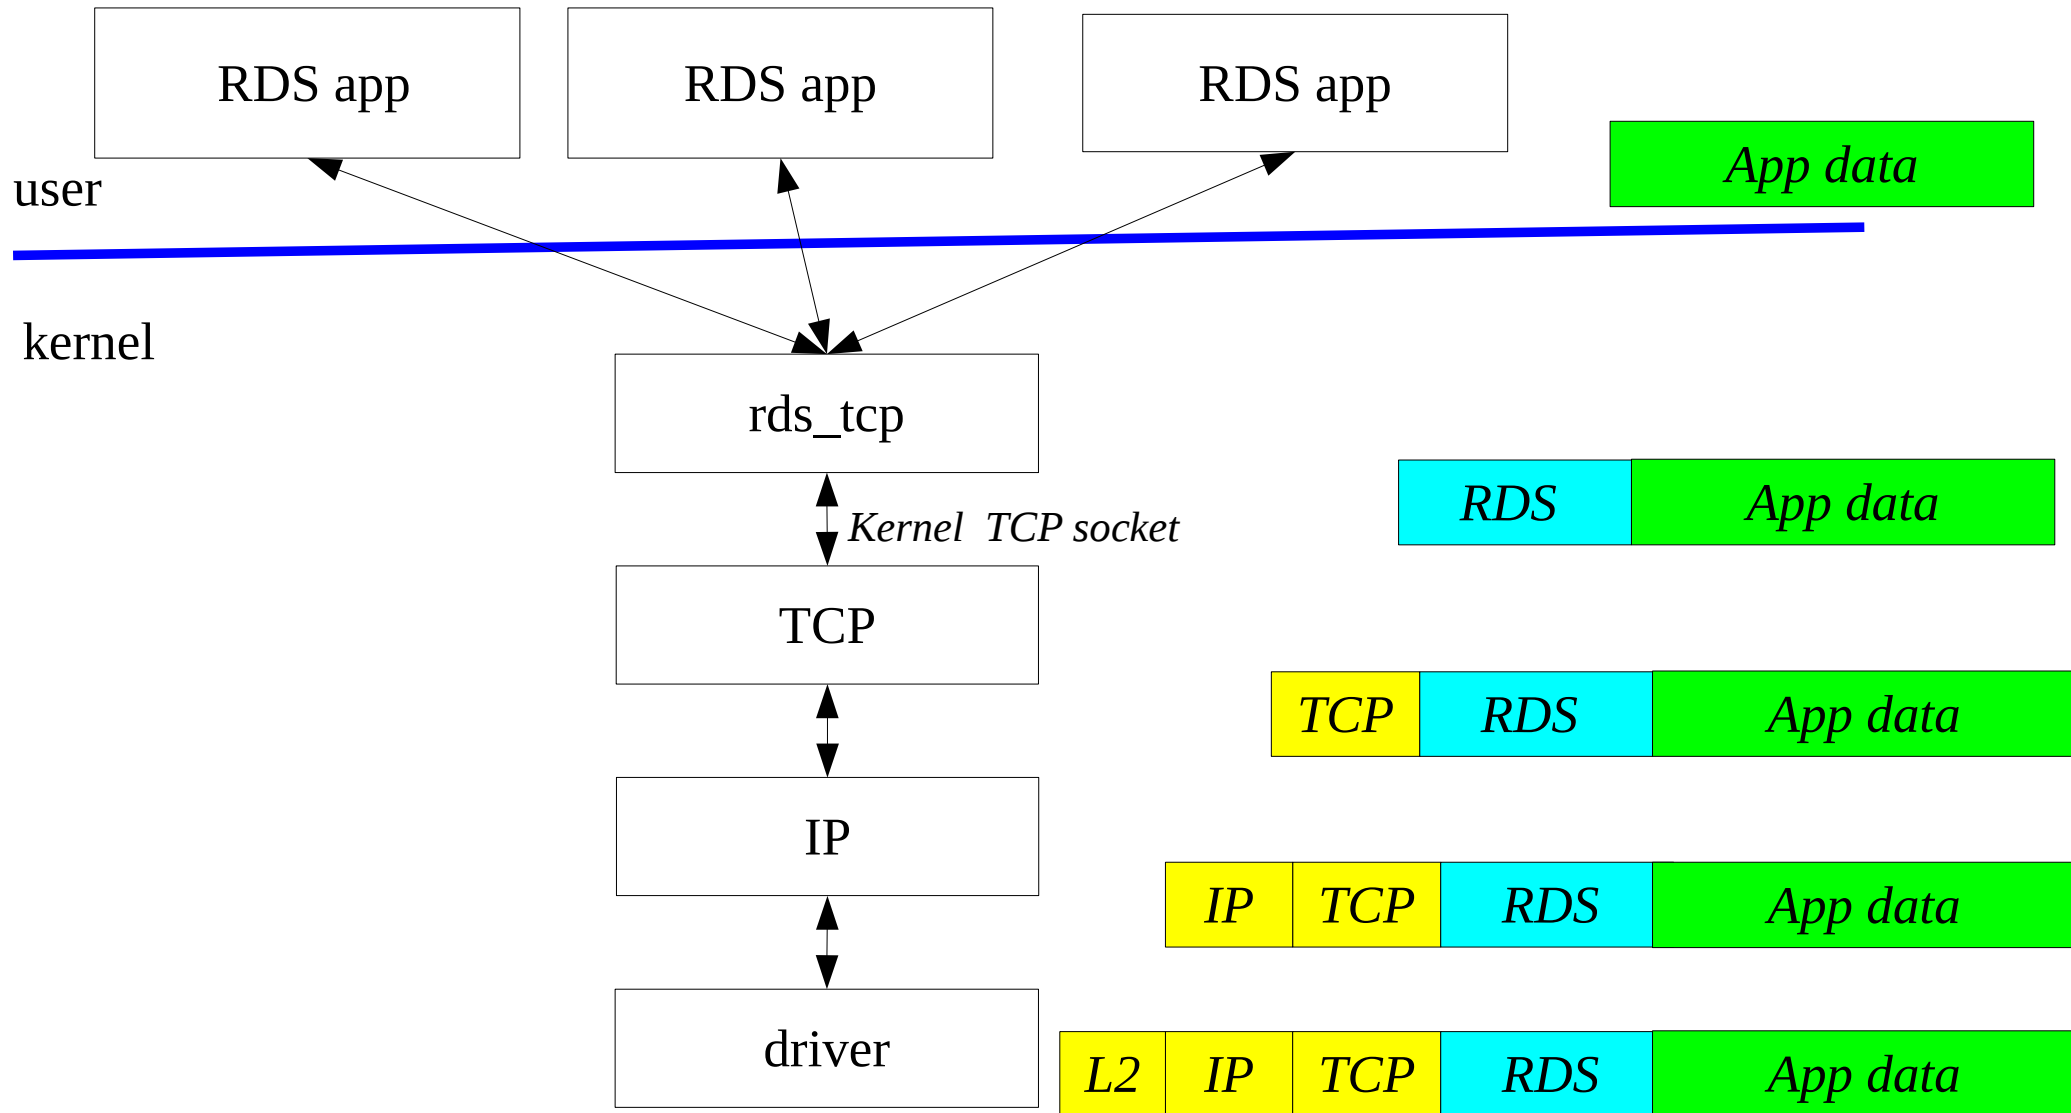 RDS app
RDS app
RDS app
App data
user
kernel
rds_tcp
RDS
App data
Kernel TCP socket
TCP
TCP
RDS
App data
IP
IP
TCP
RDS
App data
driver
L2
IP
TCP
RDS
App data